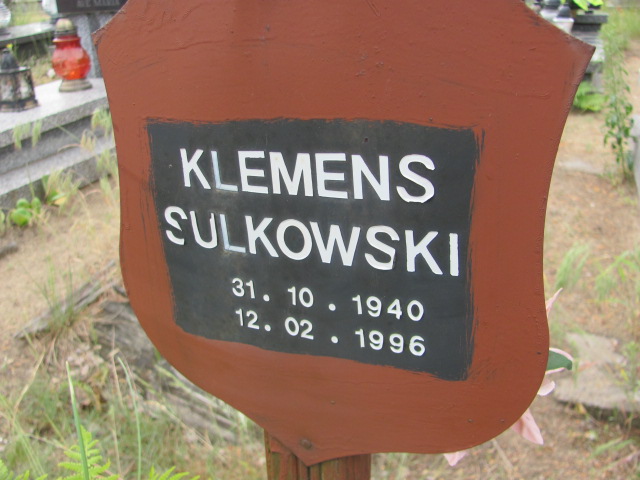 KLEMENS
SULKOWSKI
31. 10. 1940
12. 02. 1996